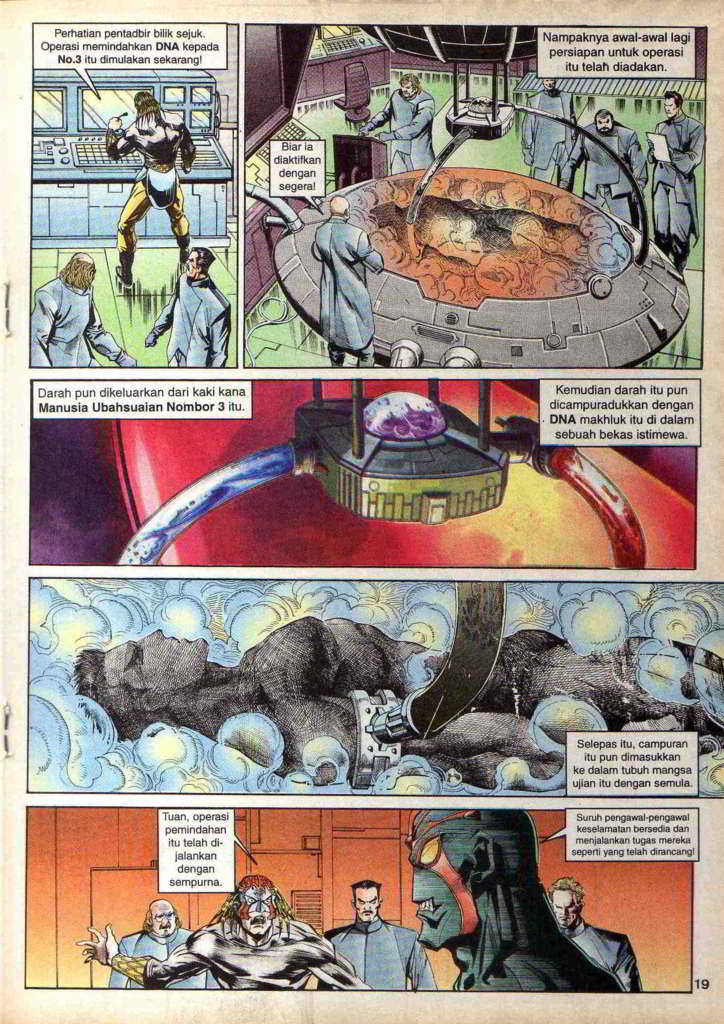 Perhatian pentadbir bilik sejuk.
Operasi memindahkan DNA kepada
No.3 itu dimulakan sekarang!
Nampaknya awal-awal lagi
persiapan untuk operasi
itu telah diadakan.
Biar ia
diaktifkan
dengan
segera!
Darah pun dikeluarkan dari kaki kana
Manusia Ubahsuaian Nombor 3 itu.
Kemudian darah itu pun
dicampuradukkan dengan
DNA makhluk itu di dalam
sebuah bekas istimewa.
Selepas itu, campuran
itu pun dimasukkan
ke dalam tubuh mangsa
ujian itu dengan semula.
Tuan, operasi
pemindahan
itu telah di-
jalankan
dengan
sempurna.
Suruh pengawal-pengawal
keselamatan bersedia dan
menjalankan tugas mereka
seperti yang telah dirancang!
19